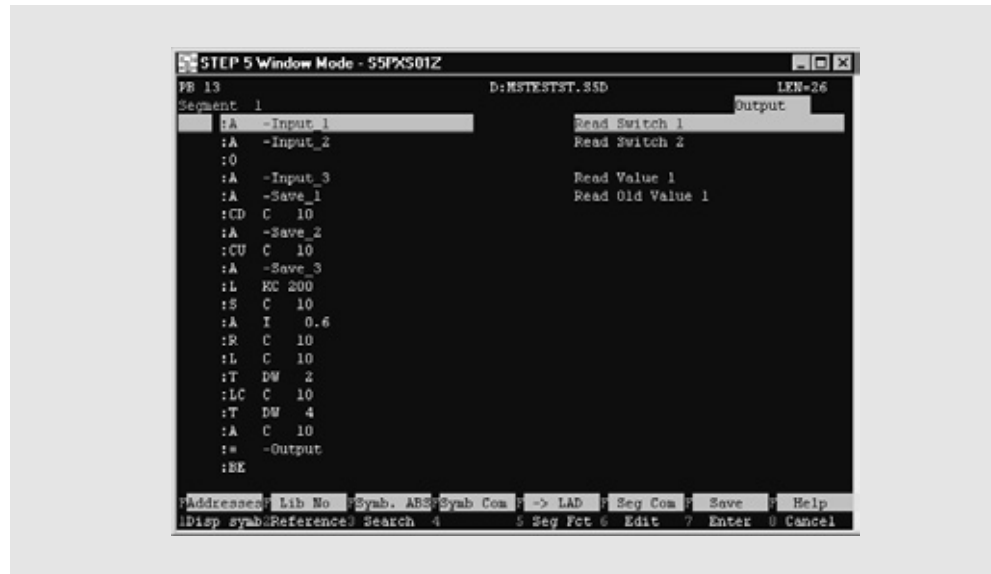 STEP 5 Window Mode - S5PXS01Z
PB 13 D:MSTESTST.S5D LEN=26
Segment 1 Output
:A -Input_1 Read Switch 1
:A -Input_2 Read Switch 2
:O
:A -Input_3 Read Value 1
:A -Save_1 Read Old Value 1
:CD C 10
:A -Save_2
:CU C 10
:A -Save_3
:L KC 200
:S C 10
:A I 0.6
:R C 10
:L C 10
:T DW 2
:LC C 10
:T DW 4
:A C 10
:= -Output
:BE
F Addresses F Lib No F Symb. ABS F Symb Com F -> LAD F Seg Com F Save F Help
1 Disp symb 2 Reference 3 Search 4 5 Seg Fct 6 Edit 7 Enter 8 Cancel